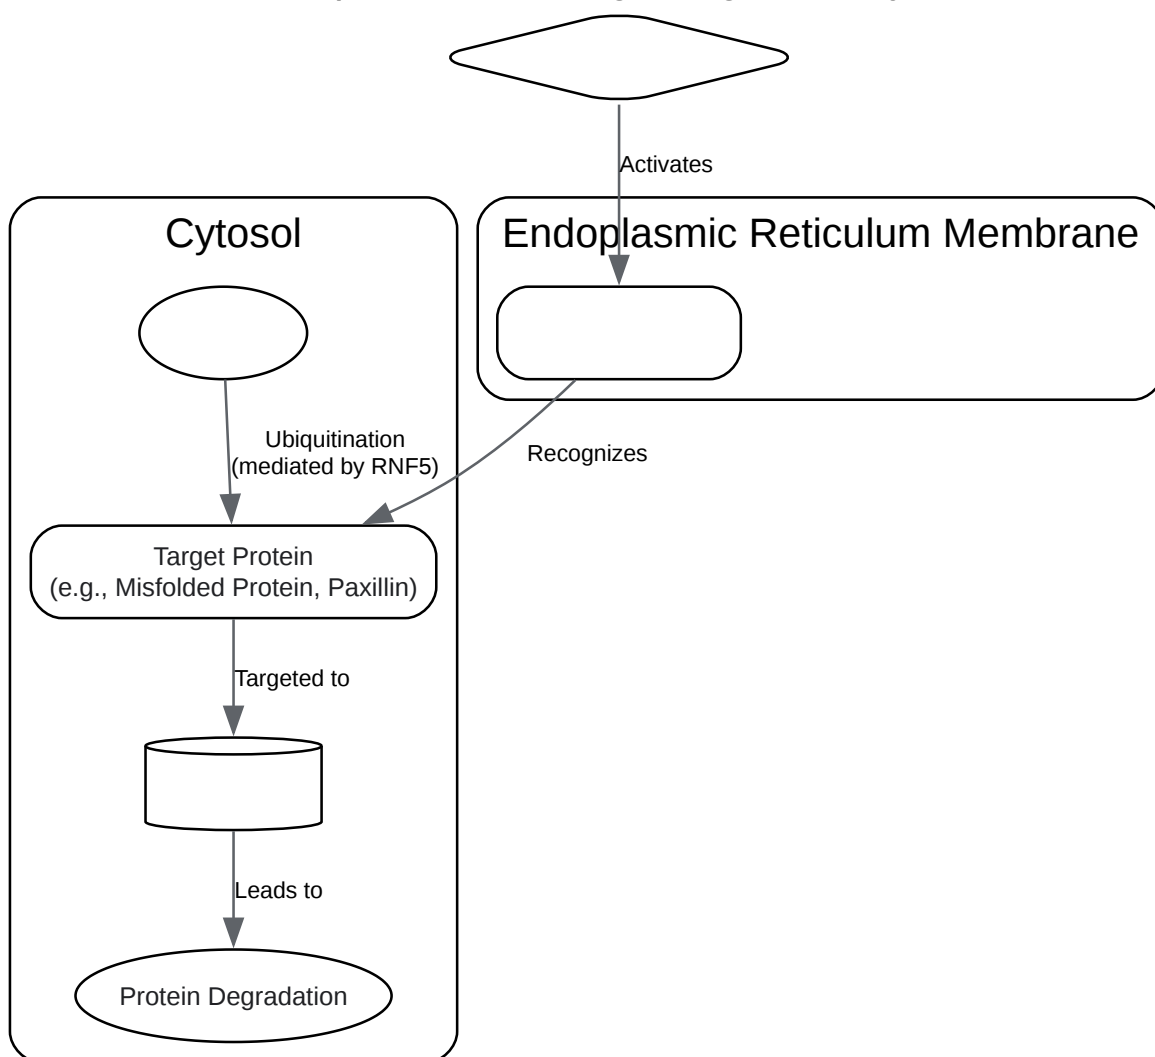 Activates
Cytosol
Endoplasmic Reticulum Membrane
Ubiquitination
(mediated by RNF5)
Recognizes
Target Protein
(e.g., Misfolded Protein, Paxillin)
Targeted to
Leads to
Protein Degradation